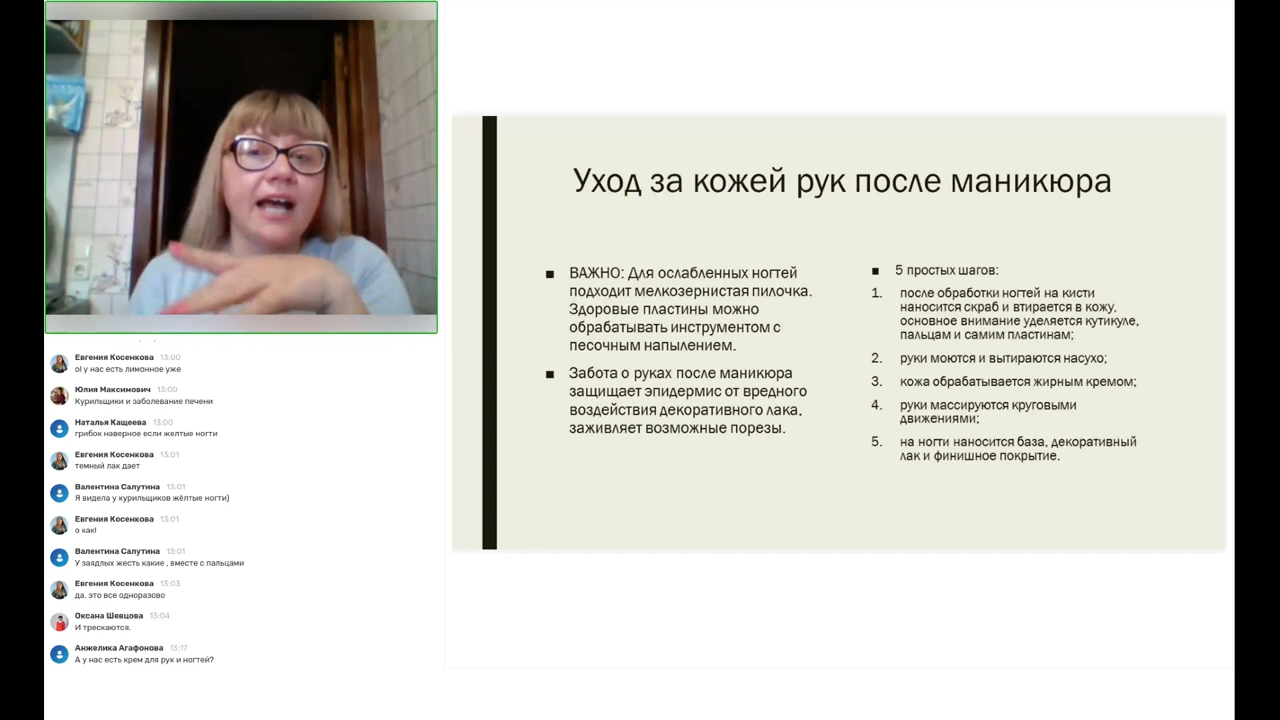 Уход за кожей рук после маникюра
ВАЖНО: Для ослабленных ногтей
подходит мелкозернистая пилочка.
Здоровые пластины можно
обрабатывать инструментом с
песочным напылением.
Забота о руках после маникюра
защищает эпидермис от вредного
воздействия декоративного лака,
заживляет возможные порезы.
5 простых шагов:
1. после обработки ногтей на кисти
наносится скраб и втирается в кожу,
основное внимание уделяется кутикуле,
пальцам и самим пластинам;
2. руки моются и вытираются насухо;
3. кожа обрабатывается жирным кремом;
4. руки массируются круговыми
движениями;
5. на ногти наносится база, декоративный
лак и финишное покрытие.
Евгения Косенкова 13:00
о! у нас есть лимонное уже
Юлия Максимович 13:00
Курильщики и заболевание печени
Наталья Кащеева 13:00
грибок наверное если желтые ногти
Евгения Косенкова 13:01
темный лак дает
Валентина Салутина 13:01
Я видела у курильщиков жёлтые ногти)
Евгения Косенкова 13:01
о как!
Валентина Салутина 13:01
У заядлых жесть какие , вместе с пальцами
Евгения Косенкова 13:03
да. это все одноразово
Оксана Шевцова 13:04
И трескаются.
Анжелика Агафонова 13:17
А у нас есть крем для рук и ногтей?